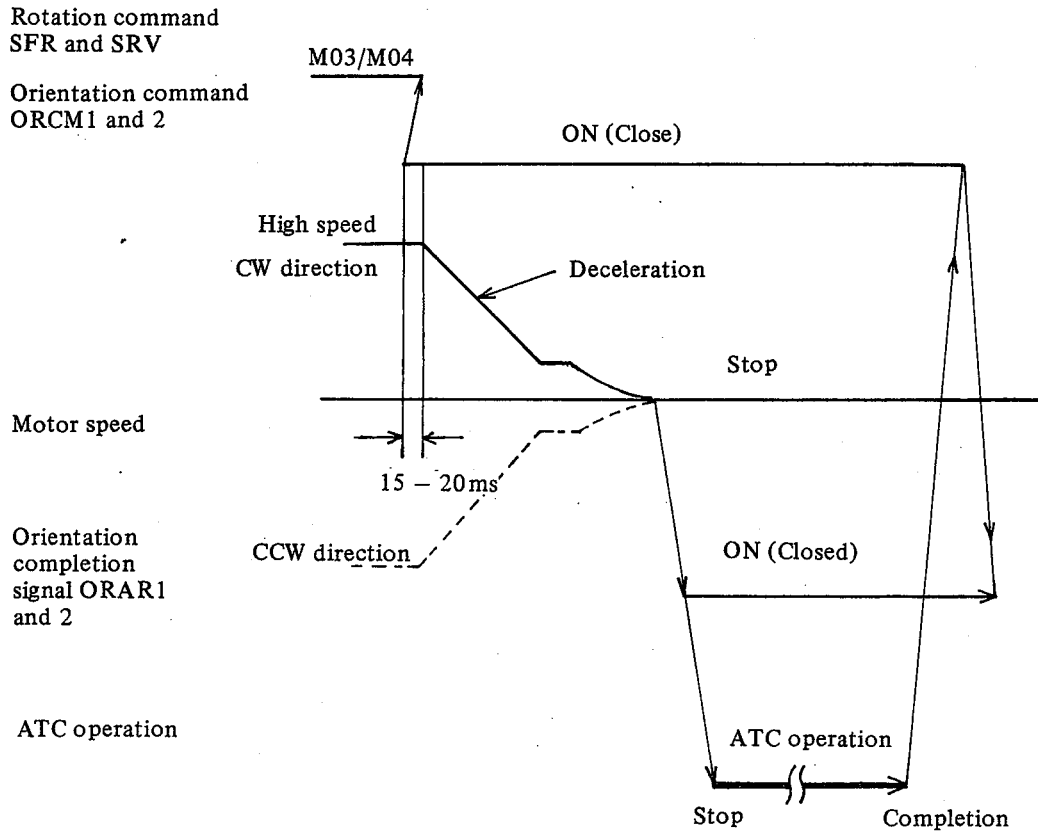 Rotation command
SFR and SRV
M03/M04
Orientation command
ORCM1 and 2
ON (Close)
High speed
CW direction
Deceleration
Stop
Motor speed
15 – 20 ms
Orientation
completion
signal ORAR1
and 2
CCW direction
ON (Closed)
ATC operation
ATC operation
Stop
Completion